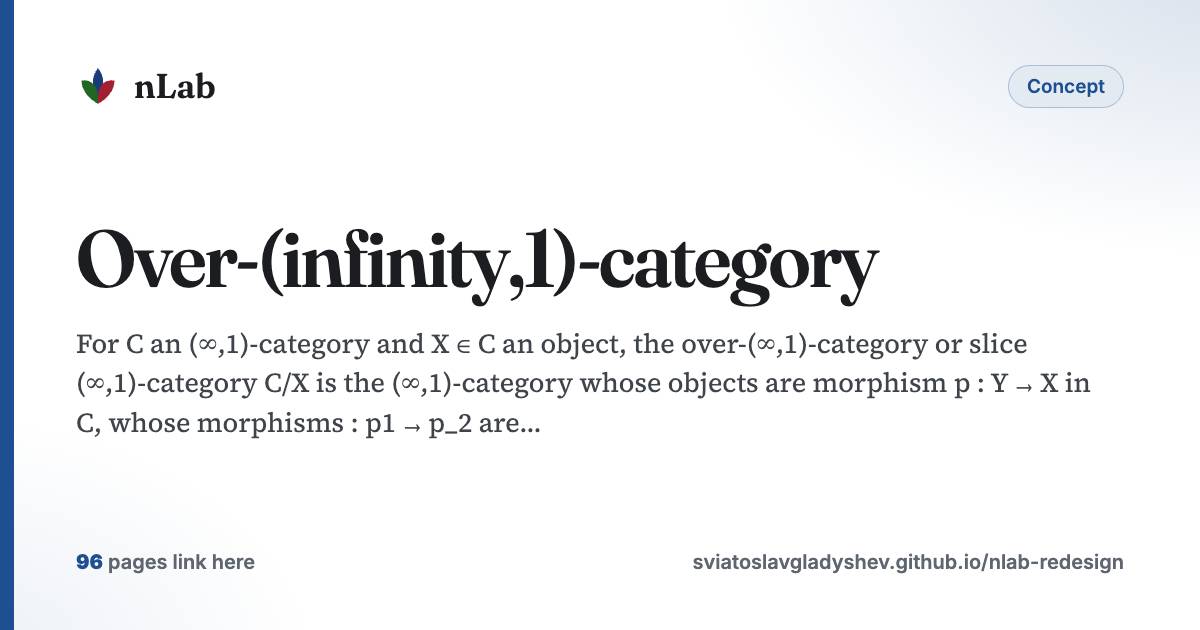 nLab
Concept
Over-(infinity,1)-category
For C an (∞,1)-category and X ∈ C an object, the over-(∞,1)-category or slice
(∞,1)-category C/X is the (∞,1)-category whose objects are morphism p : Y → X in
C, whose morphisms : p1 → p_2 are...
96 pages link here
sviatoslavgladyshev.github.io/nlab-redesign